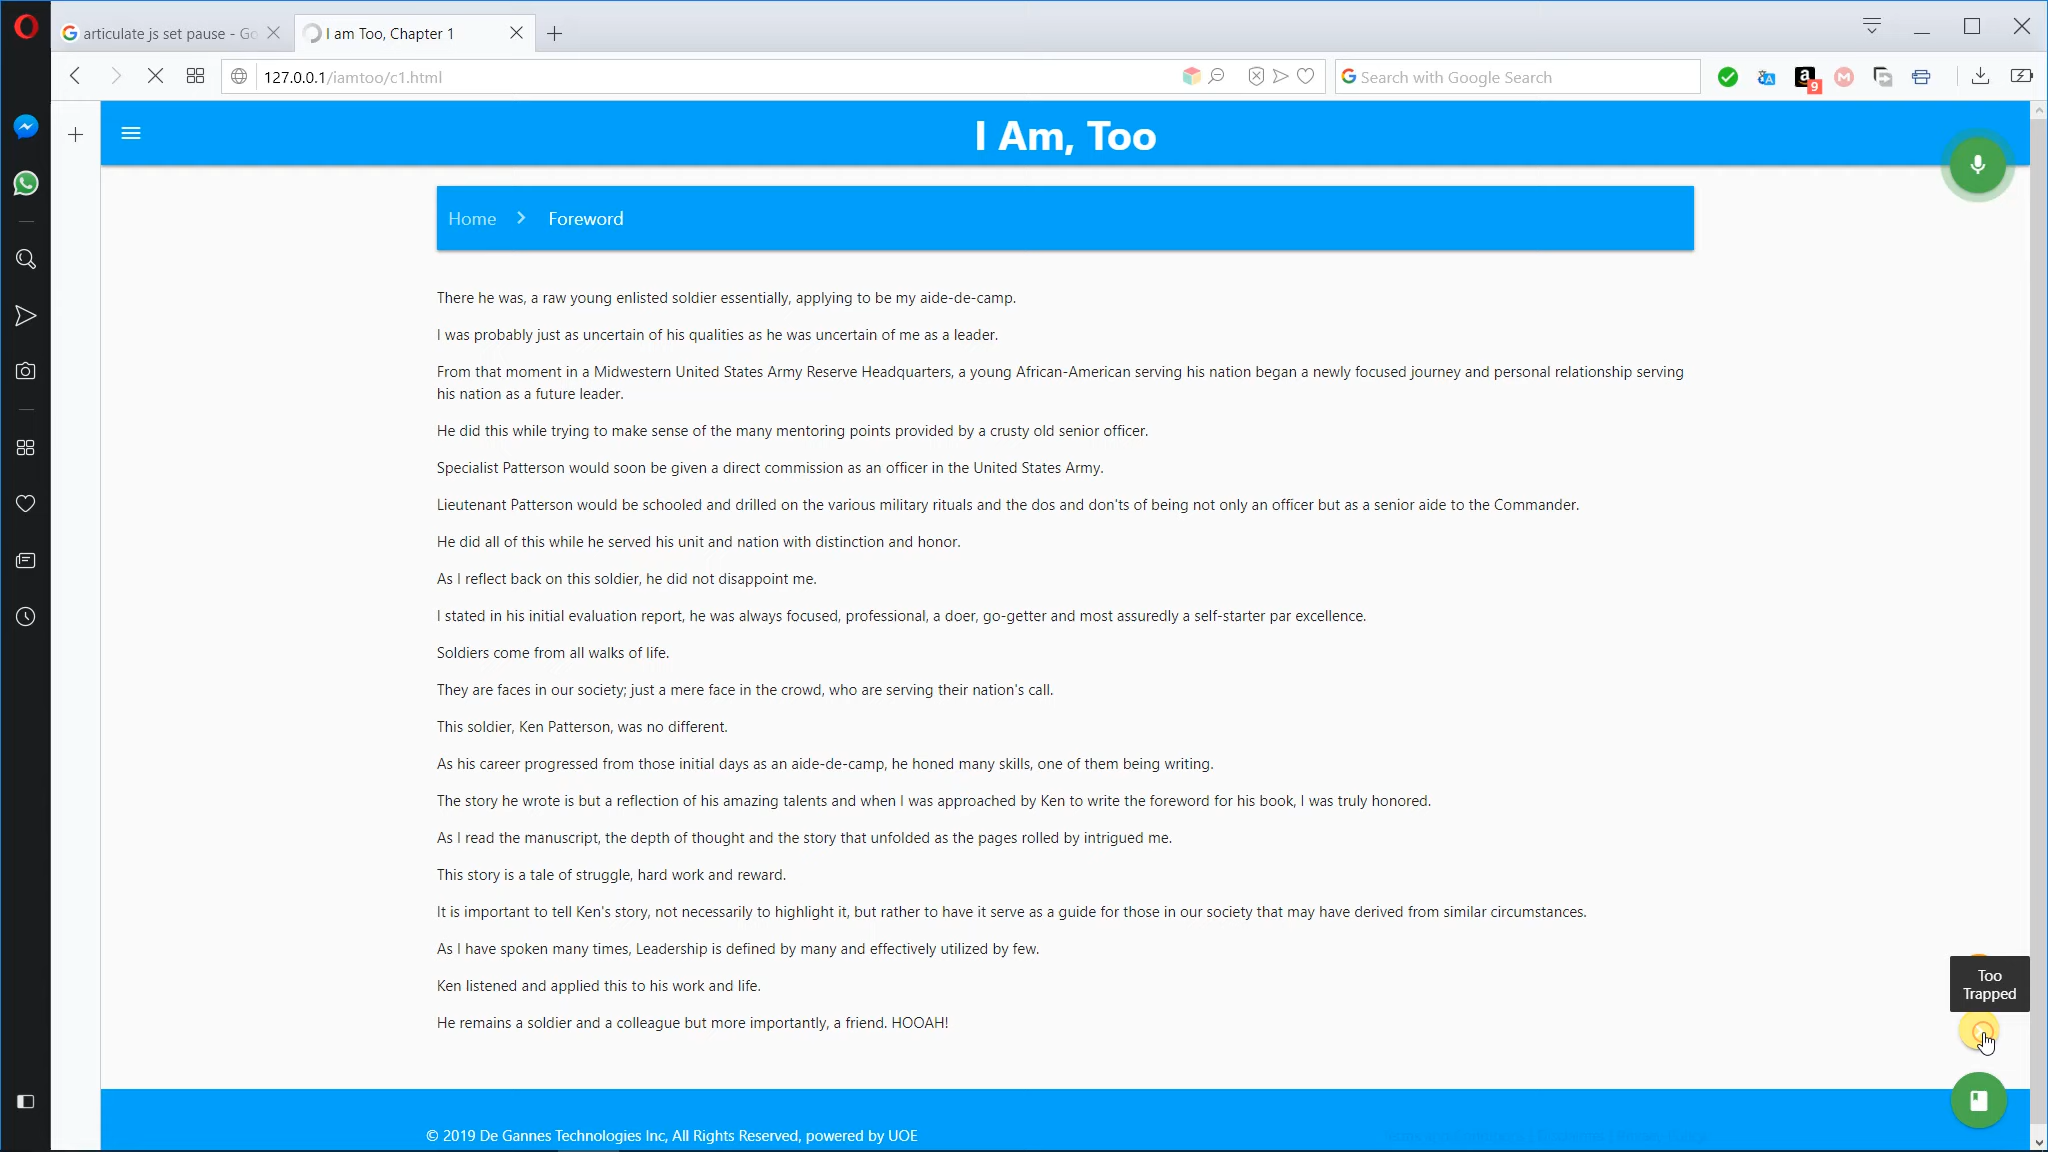 articulate js set pause - Go
I am Too, Chapter 1
127.0.0.1/iamtoo/c1.html
Search with Google Search
9
I Am, Too
Home > Foreword
There he was, a raw young enlisted soldier essentially, applying to be my aide-de-camp.
I was probably just as uncertain of his qualities as he was uncertain of me as a leader.
From that moment in a Midwestern United States Army Reserve Headquarters, a young African-American serving his nation began a newly focused journey and personal relationship serving
his nation as a future leader.
He did this while trying to make sense of the many mentoring points provided by a crusty old senior officer.
Specialist Patterson would soon be given a direct commission as an officer in the United States Army.
Lieutenant Patterson would be schooled and drilled on the various military rituals and the dos and don'ts of being not only an officer but as a senior aide to the Commander.
He did all of this while he served his unit and nation with distinction and honor.
As I reflect back on this soldier, he did not disappoint me.
I stated in his initial evaluation report, he was always focused, professional, a doer, go-getter and most assuredly a self-starter par excellence.
Soldiers come from all walks of life.
They are faces in our society; just a mere face in the crowd, who are serving their nation's call.
This soldier, Ken Patterson, was no different.
As his career progressed from those initial days as an aide-de-camp, he honed many skills, one of them being writing.
The story he wrote is but a reflection of his amazing talents and when I was approached by Ken to write the foreword for his book, I was truly honored.
As I read the manuscript, the depth of thought and the story that unfolded as the pages rolled by intrigued me.
This story is a tale of struggle, hard work and reward.
It is important to tell Ken's story, not necessarily to highlight it, but rather to have it serve as a guide for those in our society that may have derived from similar circumstances.
As I have spoken many times, Leadership is defined by many and effectively utilized by few.
Ken listened and applied this to his work and life.
He remains a soldier and a colleague but more importantly, a friend. HOOAH!
Too
Trapped
© 2019 De Gannes Technologies Inc, All Rights Reserved, powered by UOE